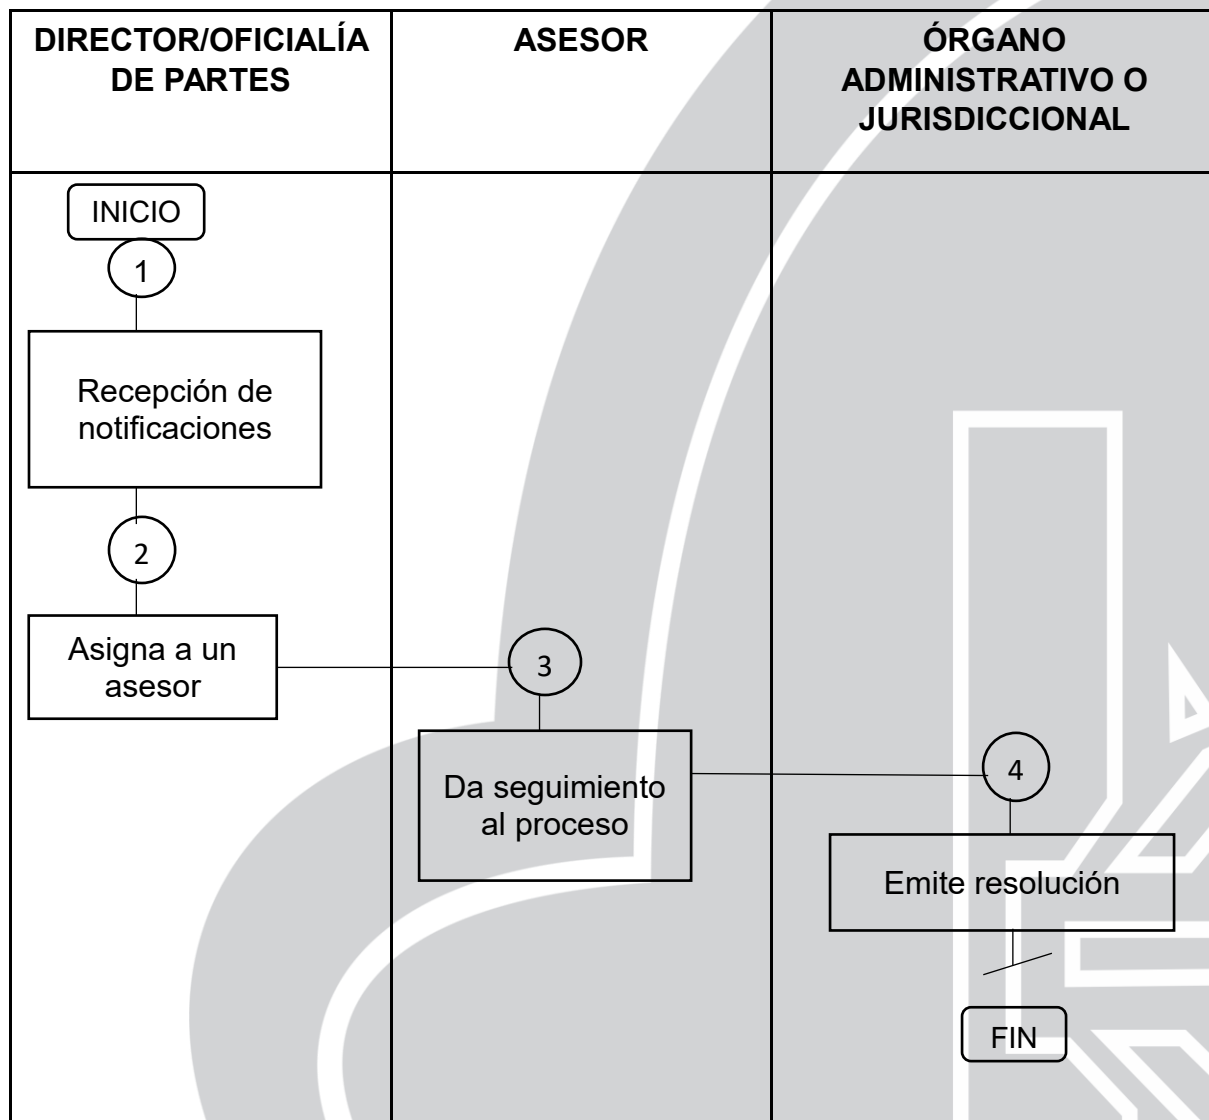 DIRECTOR/OFICIALÍA
DE PARTES
ASESOR
ÓRGANO
ADMINISTRATIVO O
JURISDICCIONAL
INICIO
1
Recepción de
notificaciones
2
Asigna a un
asesor
3
Da seguimiento
al proceso
4
Emite resolución
FIN